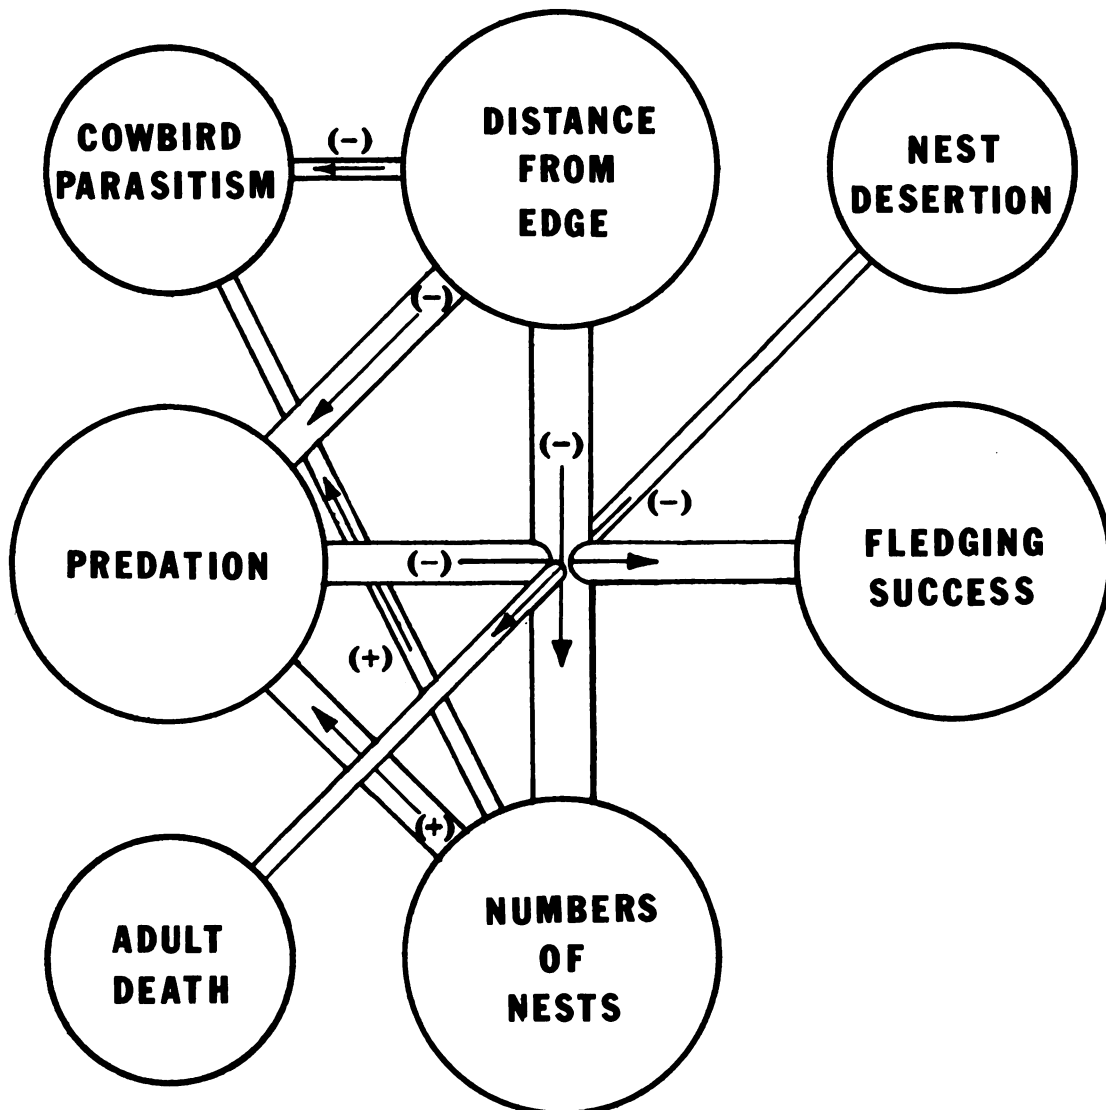 COWBIRD
PARASITISM
(-)
DISTANCE
FROM
EDGE
NEST
DESERTION
(-)
(-)
(-)
PREDATION
(-)
FLEDGING
SUCCESS
(+)
(+)
ADULT
DEATH
NUMBERS
OF
NESTS